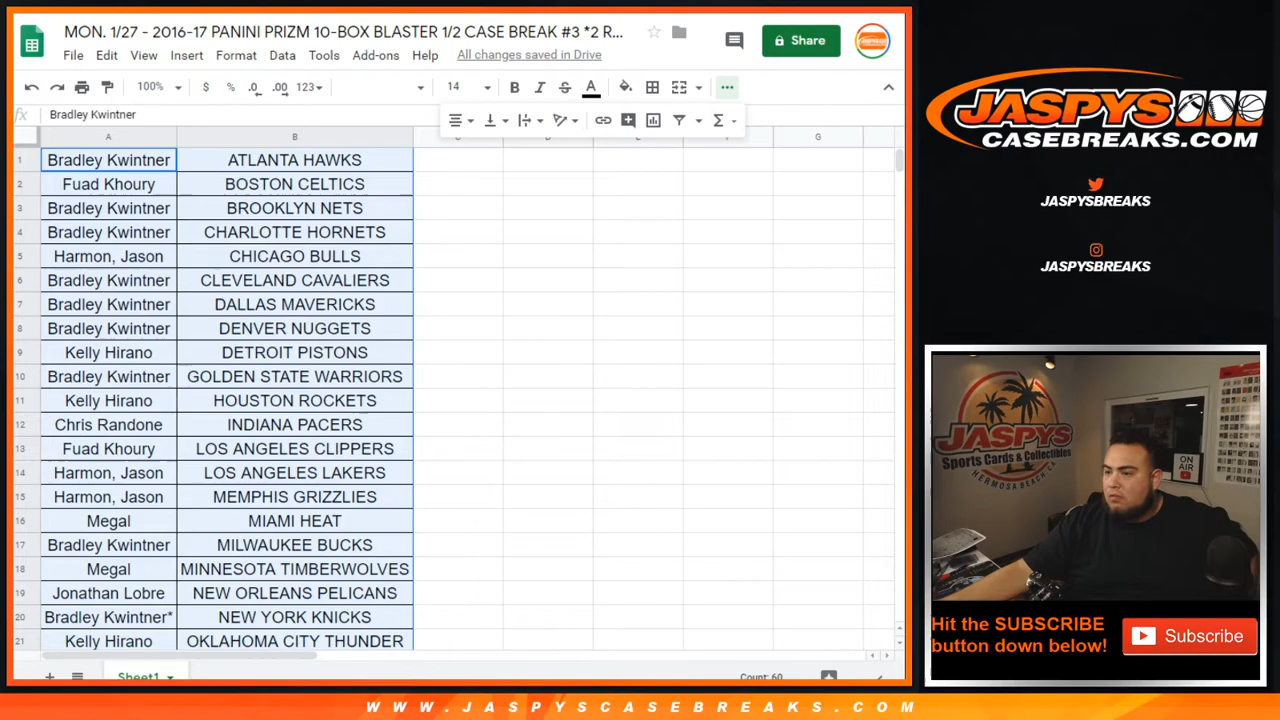 MON. 1/27 - 2016-17 PANINI PRIZM 10-BOX BLASTER 1/2 CASE BREAK #3 *2 R...
File Edit View Insert Format Data Tools Add-ons Help All changes saved in Drive
Share
100% $ % .0 .00 123 14 B I S A
fx Bradley Kwintner
A B G
1 Bradley Kwintner ATLANTA HAWKS
2 Fuad Khoury BOSTON CELTICS
3 Bradley Kwintner BROOKLYN NETS
4 Bradley Kwintner CHARLOTTE HORNETS
5 Harmon, Jason CHICAGO BULLS
6 Bradley Kwintner CLEVELAND CAVALIERS
7 Bradley Kwintner DALLAS MAVERICKS
8 Bradley Kwintner DENVER NUGGETS
9 Kelly Hirano DETROIT PISTONS
10 Bradley Kwintner GOLDEN STATE WARRIORS
11 Kelly Hirano HOUSTON ROCKETS
12 Chris Randone INDIANA PACERS
13 Fuad Khoury LOS ANGELES CLIPPERS
14 Harmon, Jason LOS ANGELES LAKERS
15 Harmon, Jason MEMPHIS GRIZZLIES
16 Megal MIAMI HEAT
17 Bradley Kwintner MILWAUKEE BUCKS
18 Megal MINNESOTA TIMBERWOLVES
19 Jonathan Lobre NEW ORLEANS PELICANS
20 Bradley Kwintner* NEW YORK KNICKS
21 Kelly Hirano OKLAHOMA CITY THUNDER
Sheet1 Count: 60
JASPYS
CASEBREAKS.COM
JASPYSBREAKS
JASPYSBREAKS
JASPYS
Sports Cards & Collectibles
HERMOSA BEACH, CA
ON AIR
Hit the SUBSCRIBE
button down below!
Subscribe
WWW.JASPYSCASEBREAKS.COM